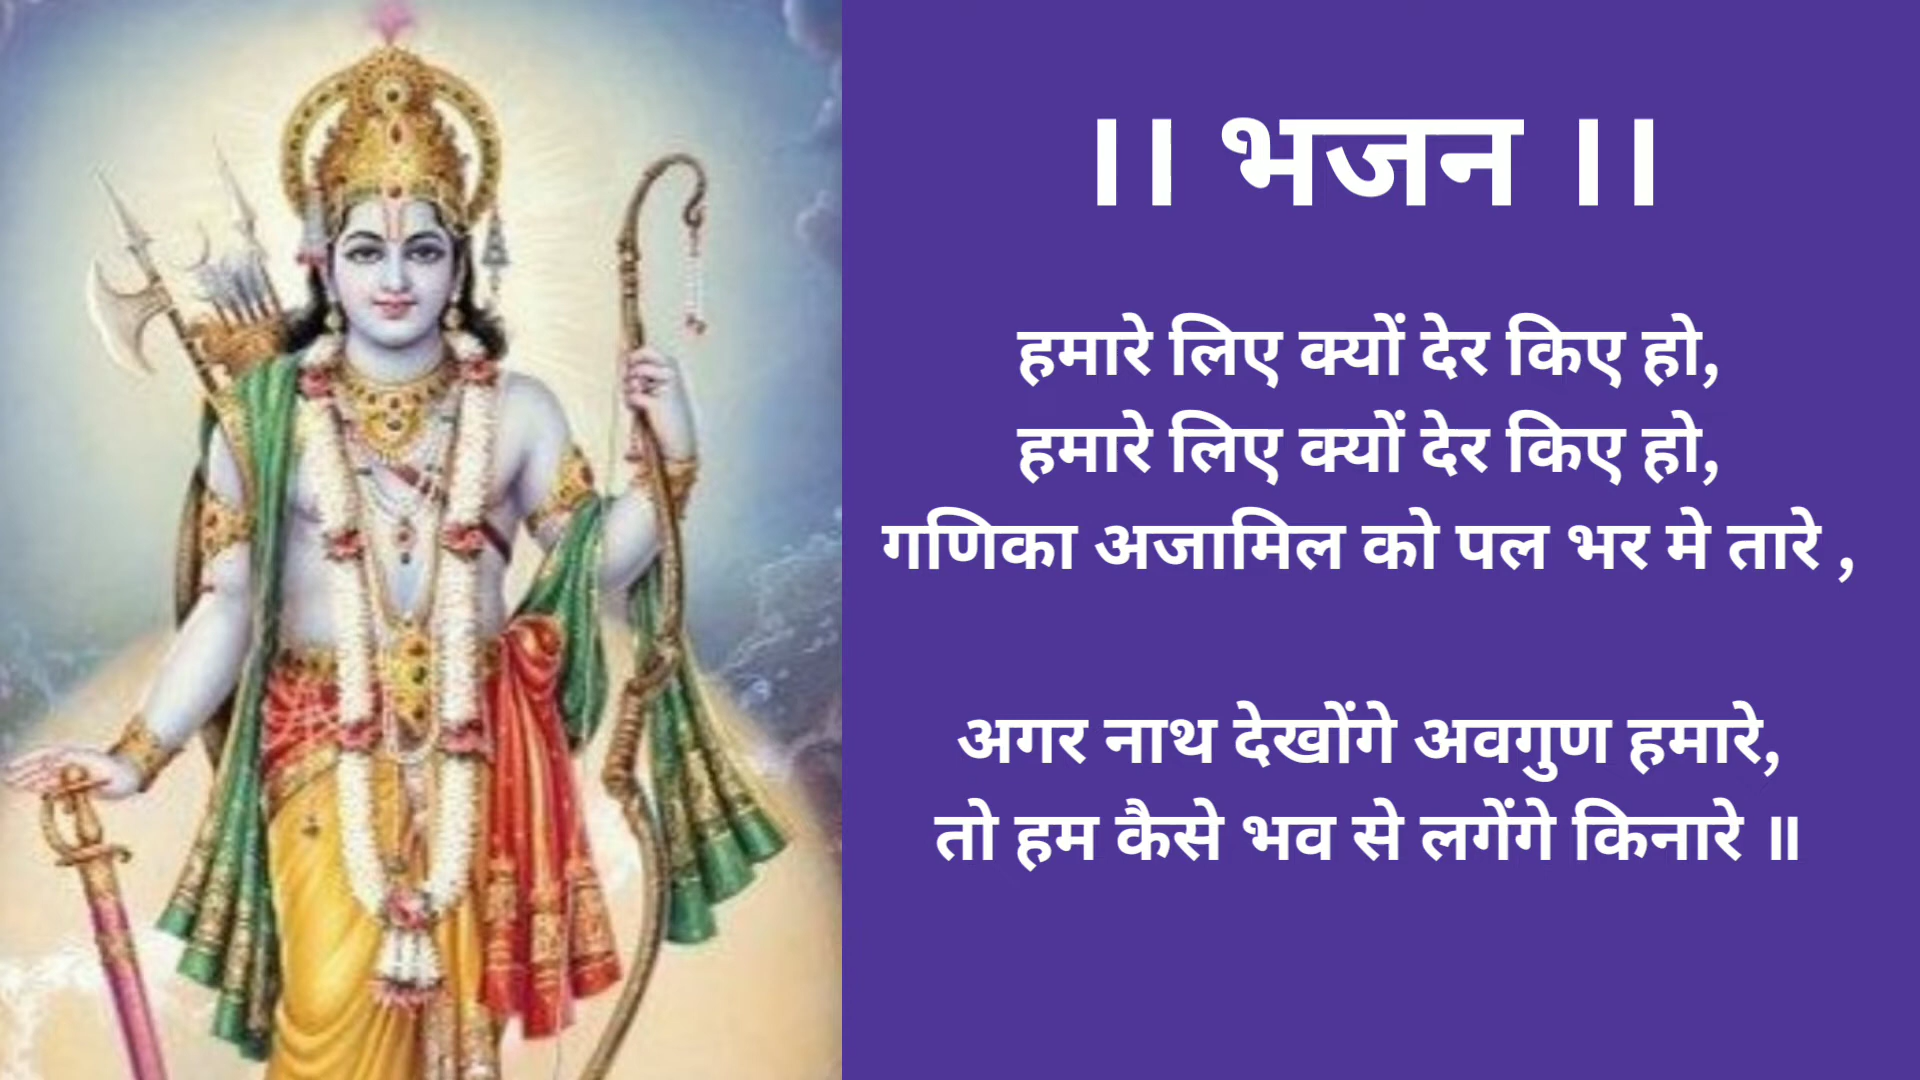 ।। भजन ।।
हमारे लिए क्यों देर किए हो,
हमारे लिए क्यों देर किए हो,
गणिका अजामिल को पल भर मे तारे ,
अगर नाथ देखोंगे अवगुण हमारे,
तो हम कैसे भव से लगेंगे किनारे ॥